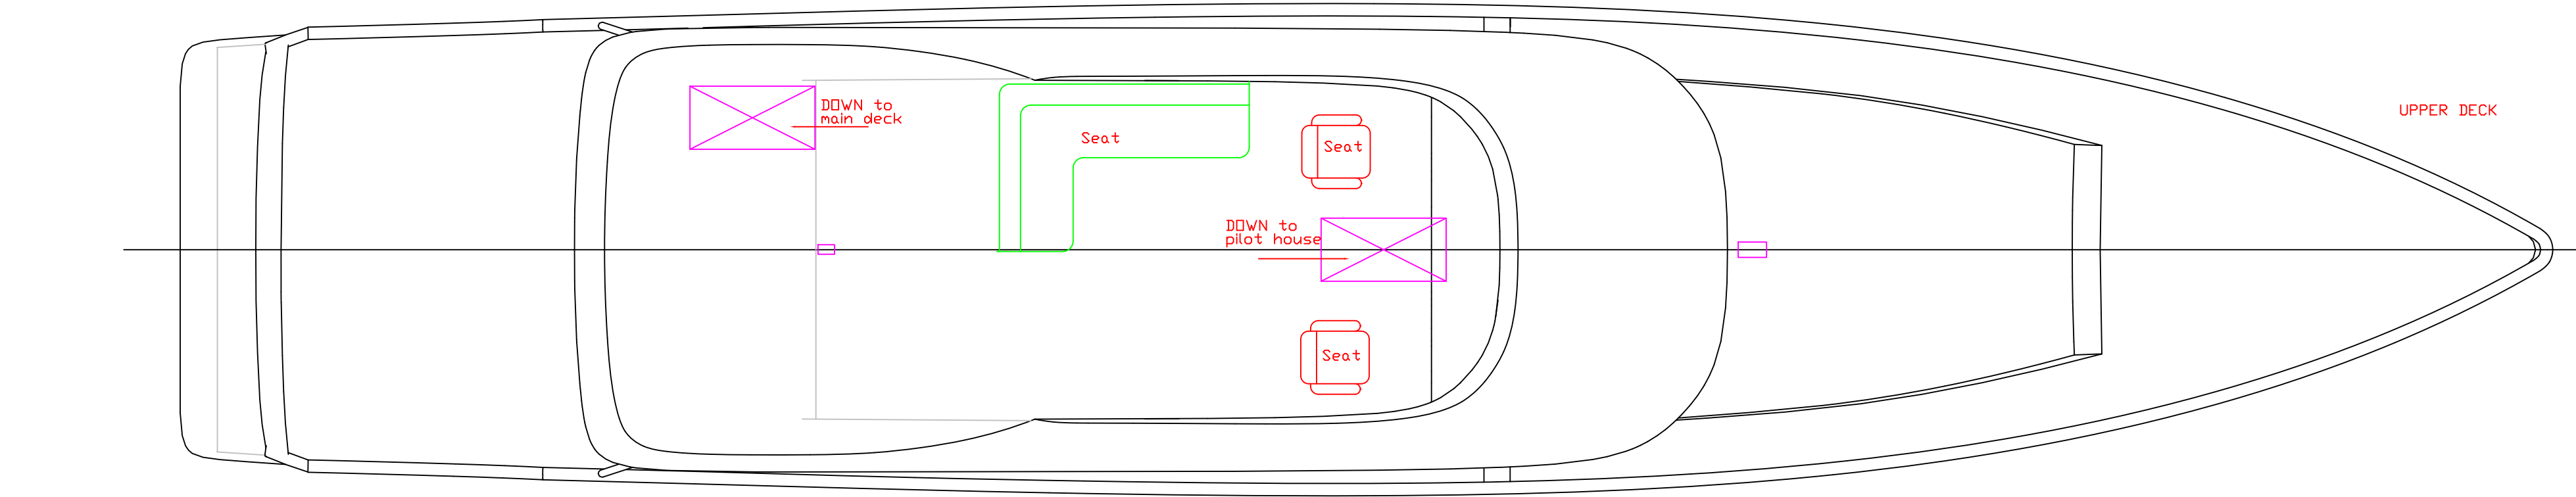 DOWN to
main deck
Seat
Seat
UPPER DECK
DOWN to
pilot house
Seat